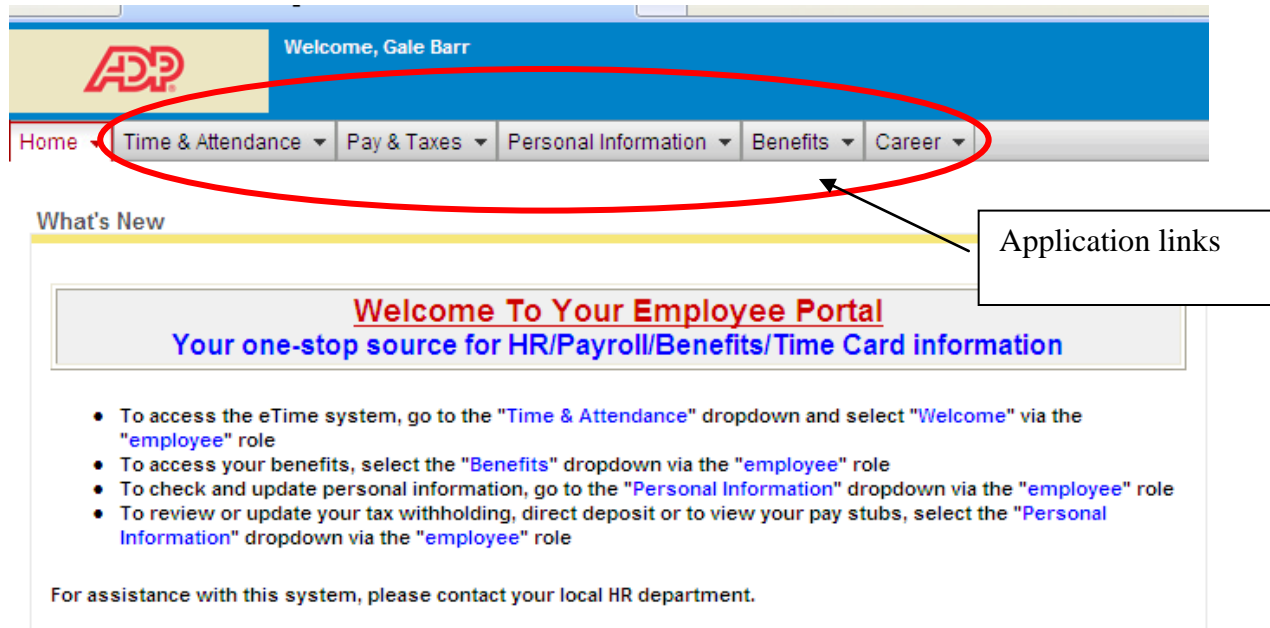 Welcome, Gale Barr
ADP
Home Time & Attendance Pay & Taxes Personal Information Benefits Career
What's New
Application links
Welcome To Your Employee Portal
Your one-stop source for HR/Payroll/Benefits/Time Card information
• To access the eTime system, go to the "Time & Attendance" dropdown and select "Welcome" via the
"employee" role
• To access your benefits, select the "Benefits" dropdown via the "employee" role
• To check and update personal information, go to the "Personal Information" dropdown via the "employee" role
• To review or update your tax withholding, direct deposit or to view your pay stubs, select the "Personal
Information" dropdown via the "employee" role
For assistance with this system, please contact your local HR department.